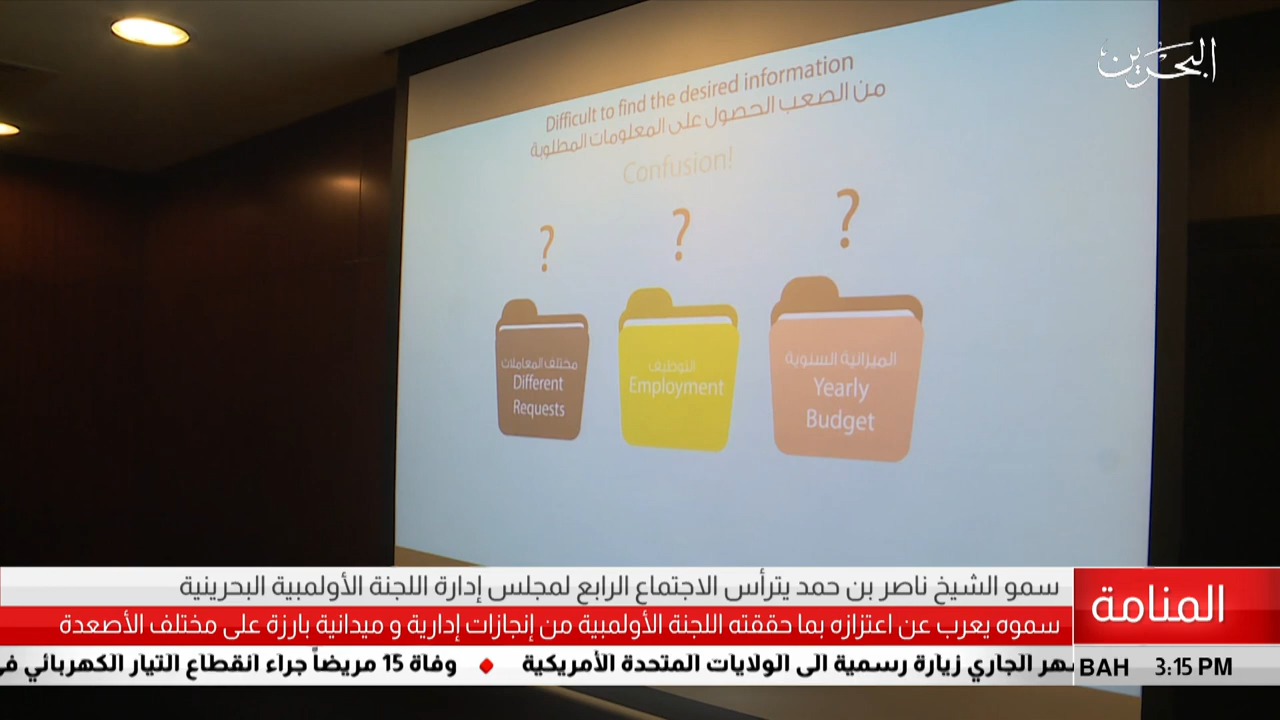 البحرين
Difficult to find the desired information
من الصعب الحصول على المعلومات المطلوبة
Confusion!
? ? ?
مختلف المعاملات
Different
Requests
التوظيف
Employment
الميزانية السنوية
Yearly
Budget
المنامة
سمو الشيخ ناصر بن حمد يترأس الاجتماع الرابع لمجلس إدارة اللجنة الأولمبية البحرينية
سموه يعرب عن اعتزازه بما حققته اللجنة الأولمبية من إنجازات إدارية و ميدانية بارزة على مختلف الأصعدة
BAH 3:15 PM
هر الجاري زيارة رسمية الى الولايات المتحدة الأمريكية ● وفاة 15 مريضاً جراء انقطاع التيار الكهربائي في